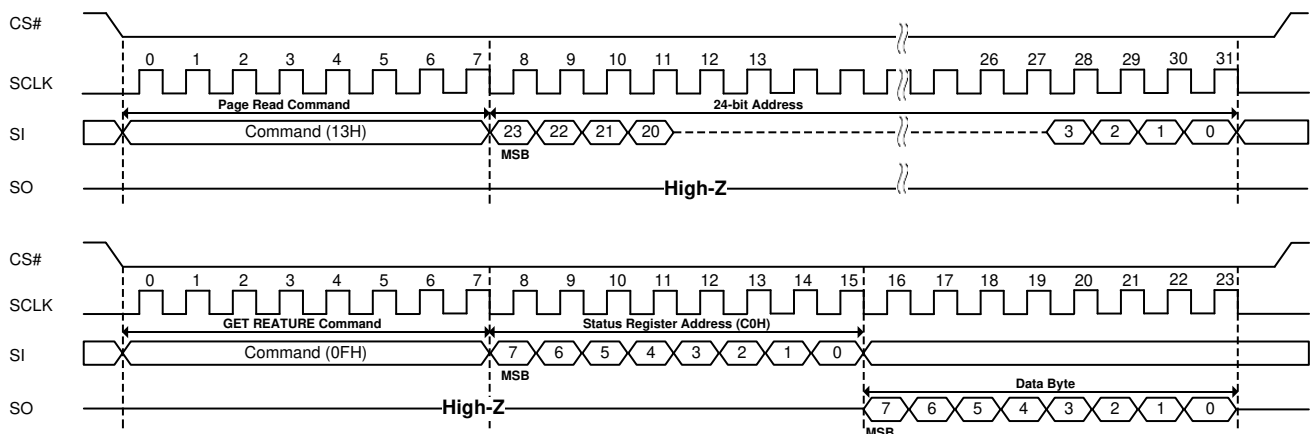 CS#
0 1 2 3 4 5 6 7 8 9 10 11 12 13 26 27 28 29 30 31
SCLK
Page Read Command 24-bit Address
SI Command (13H) 23 22 21 20 3 2 1 0
MSB
SO High-Z
CS#
0 1 2 3 4 5 6 7 8 9 10 11 12 13 14 15 16 17 18 19 20 21 22 23
SCLK
GET REATURE Command Status Register Address (C0H)
SI Command (0FH) 7 6 5 4 3 2 1 0
MSB Data Byte
SO High-Z 7 6 5 4 3 2 1 0
MSB